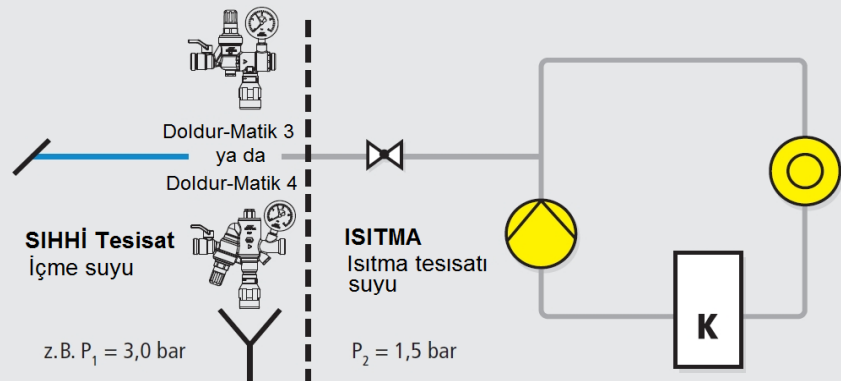 Doldur-Matik 3
ya da
Doldur-Matik 4
SIHHİ Tesisat
İçme suyu
ISITMA
Isıtma tesısatı
suyu
K
z.B. P₁ = 3,0 bar
P₂ = 1,5 bar